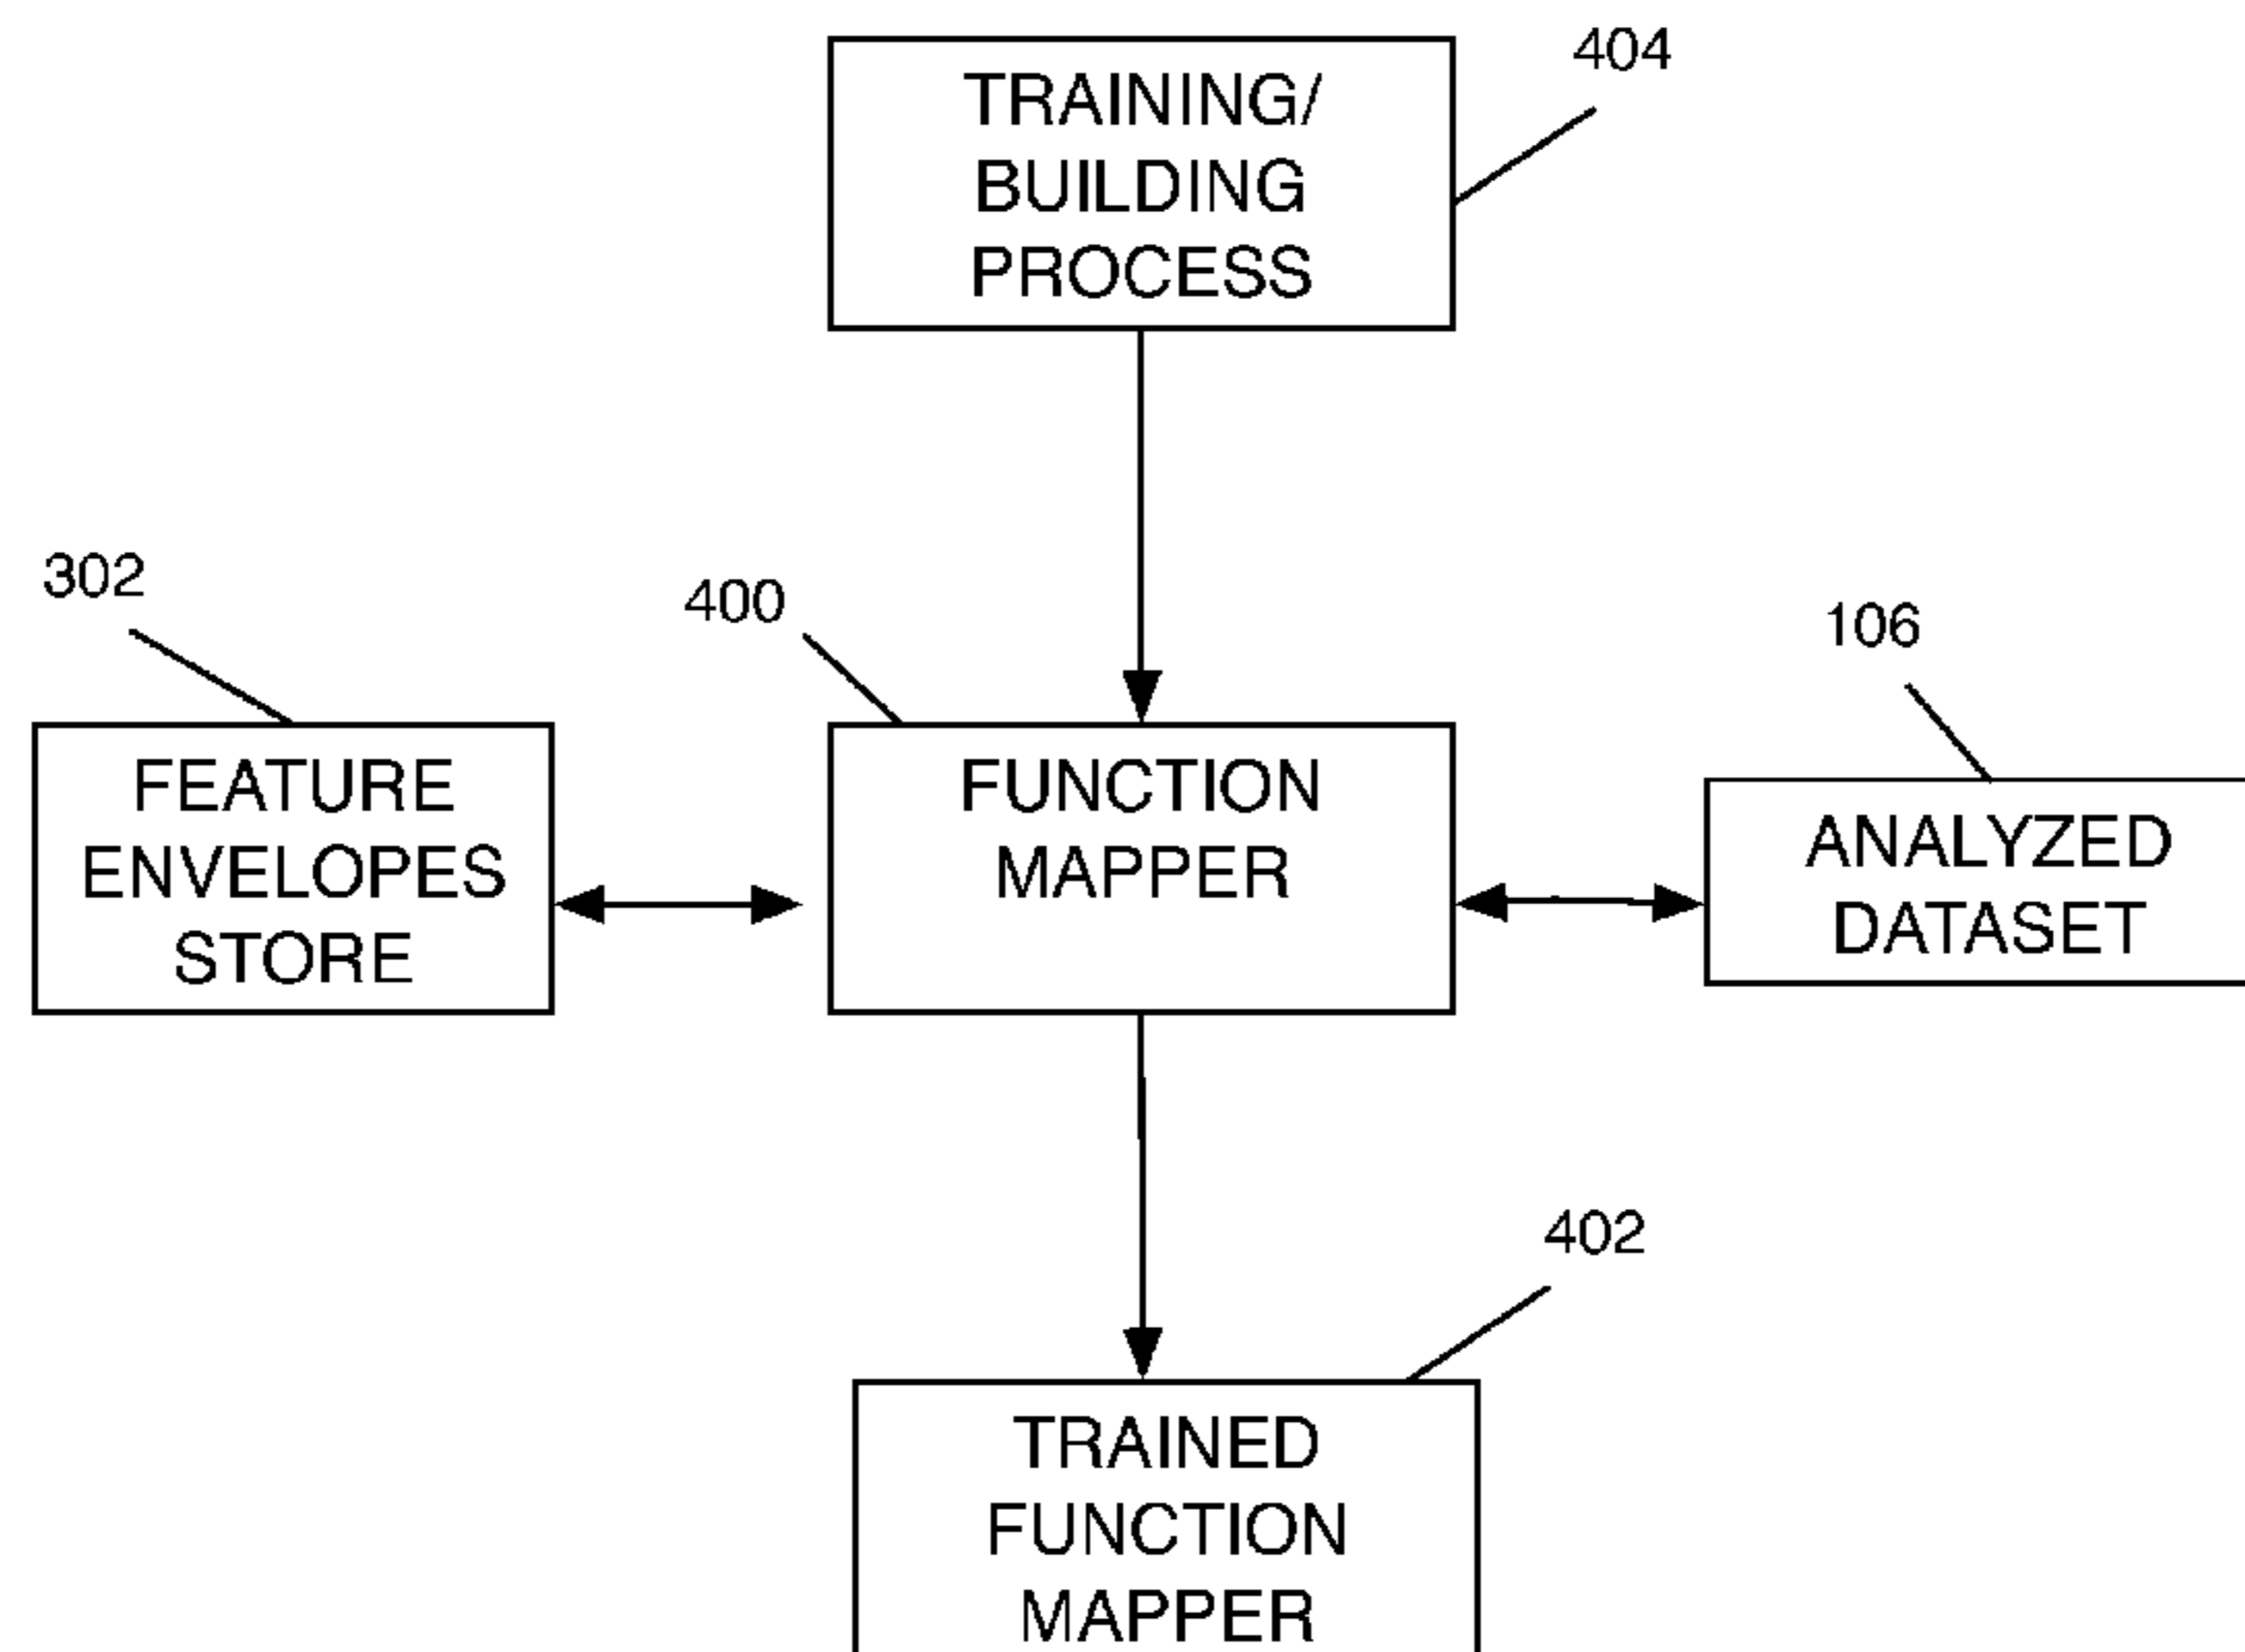 404
TRAINING/
BUILDING
PROCESS
302
400
106
FEATURE
ENVELOPES
STORE
FUNCTION
MAPPER
ANALYZED
DATASET
402
TRAINED
FUNCTION
MAPPER